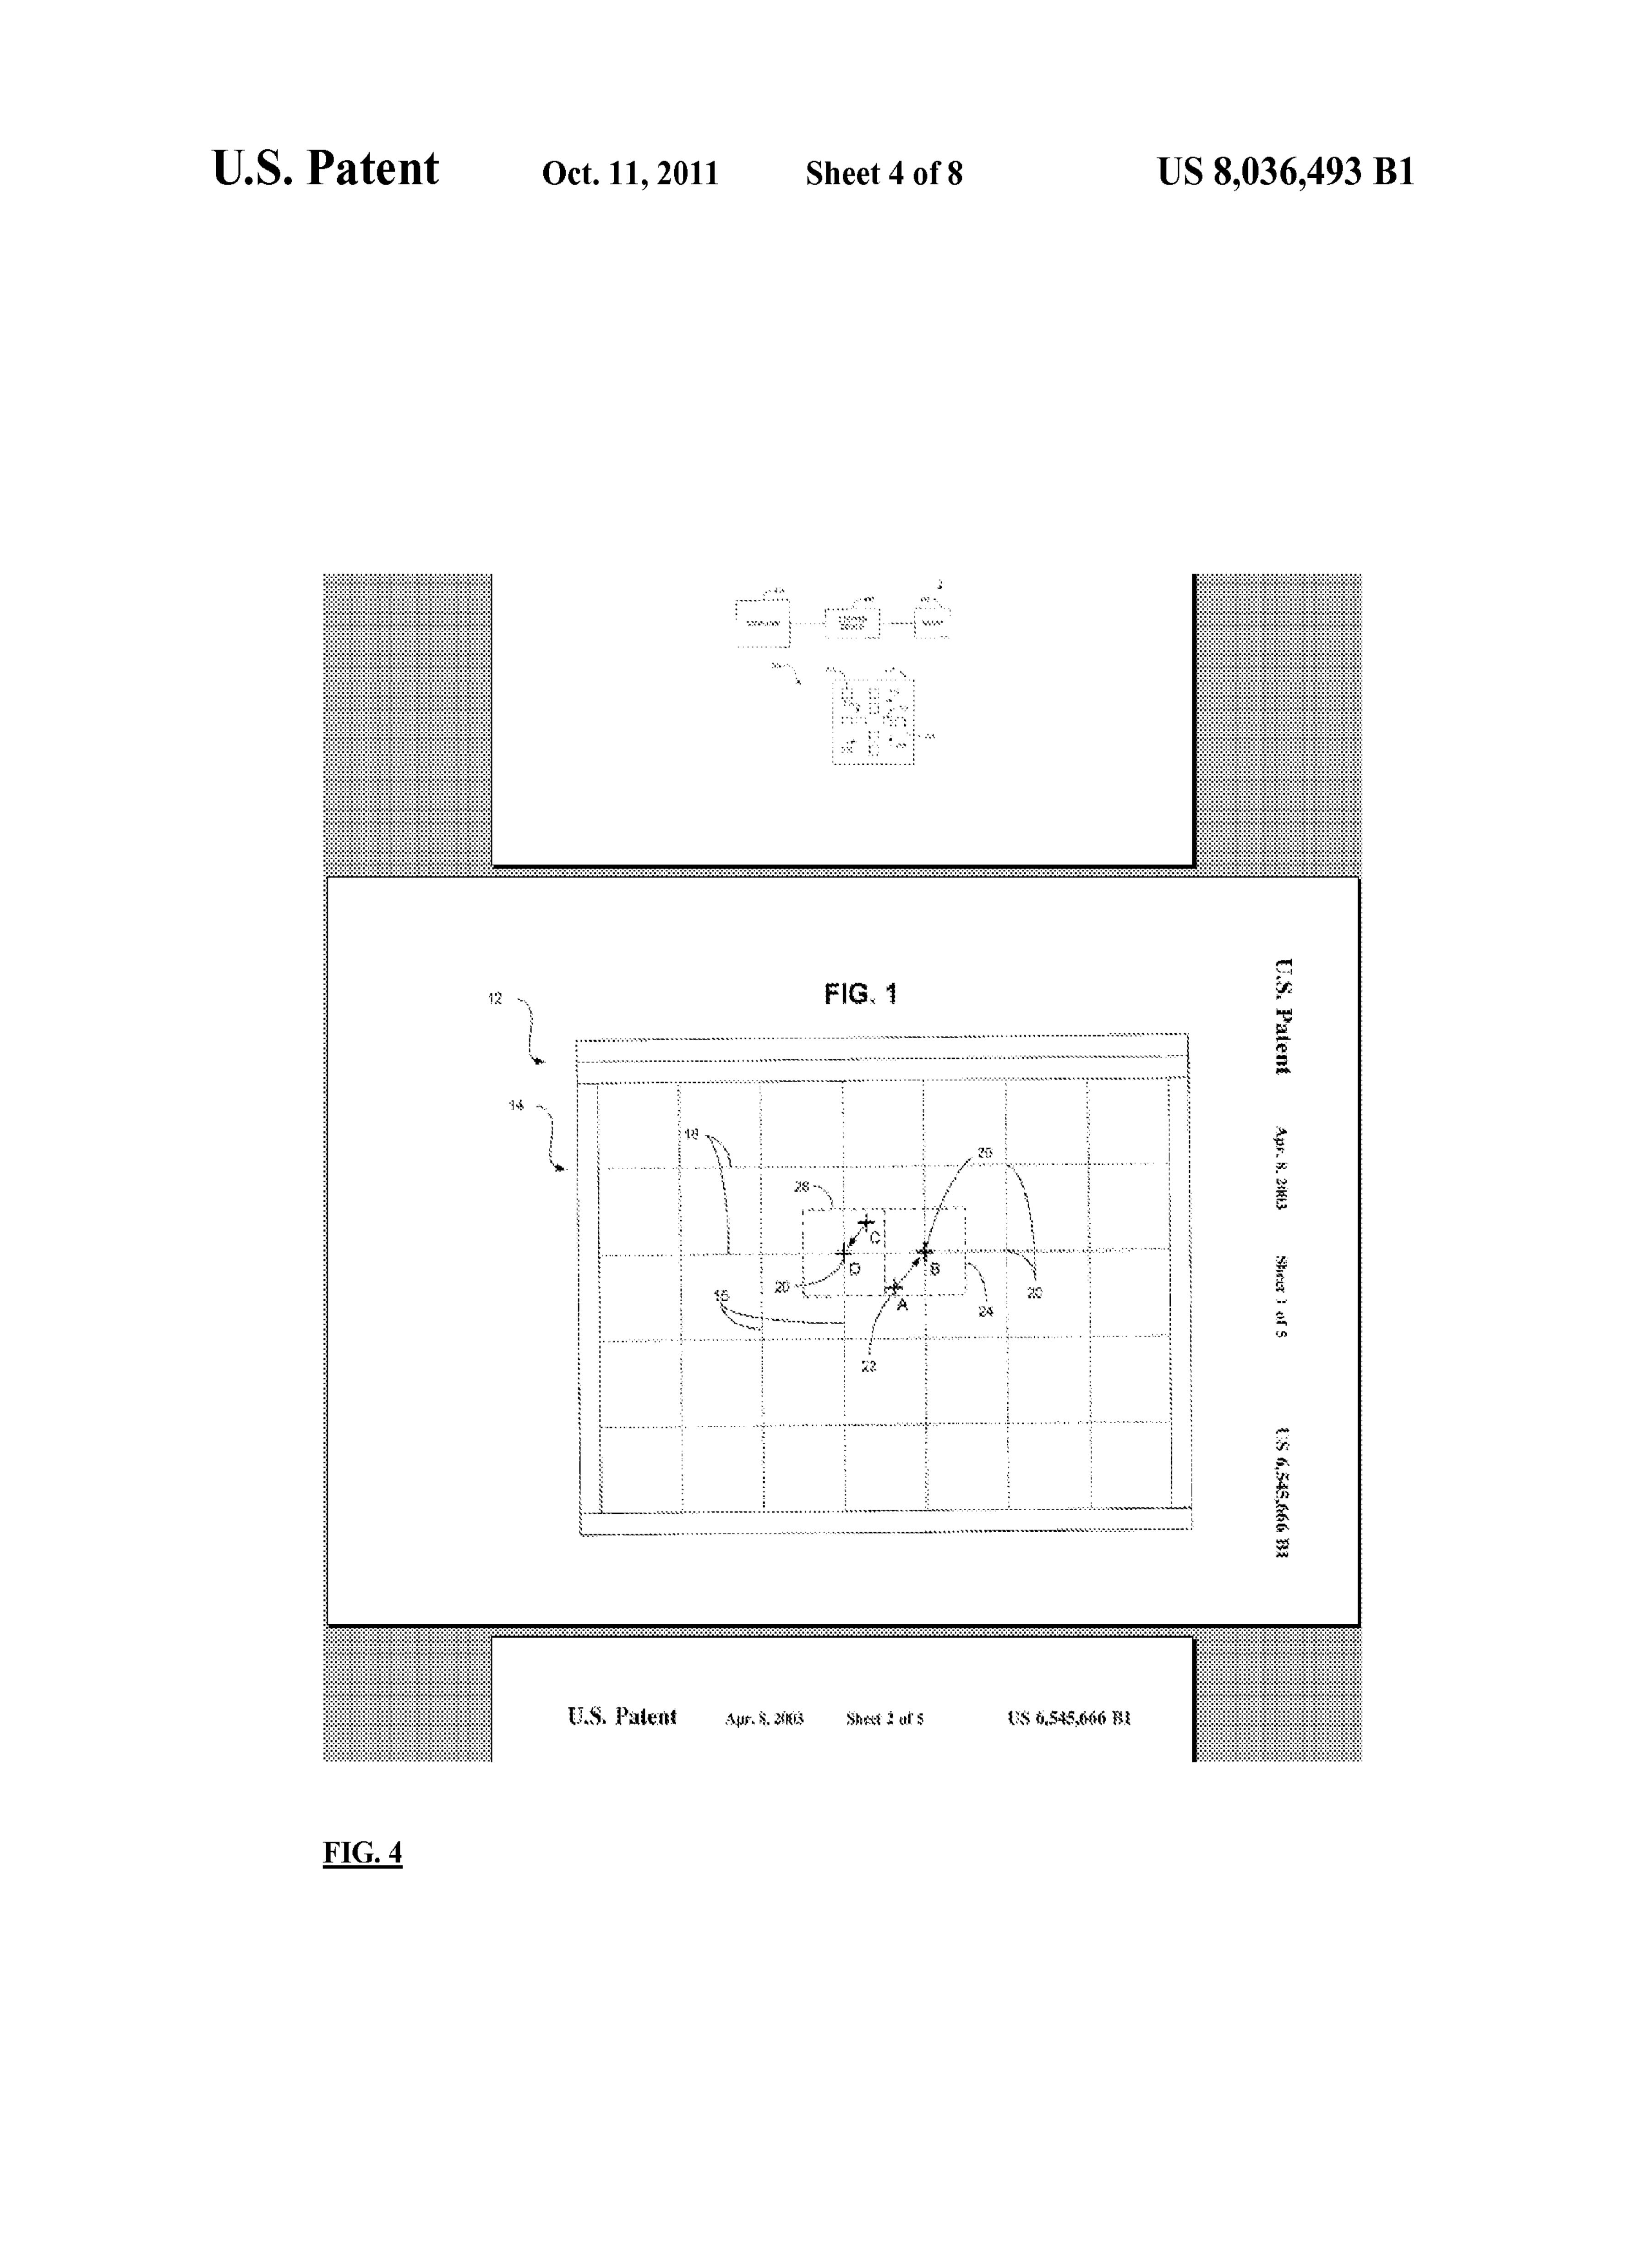 U.S. Patent Oct. 11, 2011 Sheet 4 of 8 US 8,036,493 B1
FIG. 1
12
14
18
26
28
C
D
B
20
16
A
24
20
22
U.S. Patent Apr. 8, 2003 Sheet 1 of 5 US 6,545,666 B1
U.S. Patent Apr. 8, 2003 Sheet 2 of 5 US 6,545,666 B1
FIG. 4